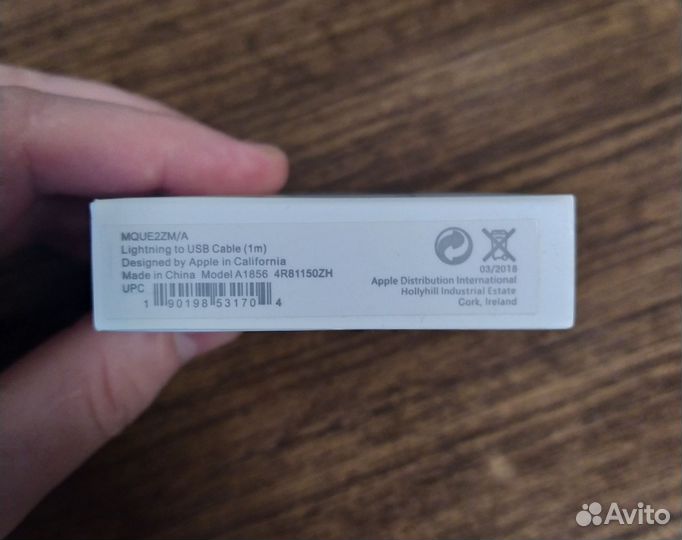 MQUE2ZM/A
Lightning to USB Cable (1m)
Designed by Apple in California
Made in China Model A1856 4R81150ZH
UPC
1 90198 53170 4
03/2018
Apple Distribution International
Hollyhill Industrial Estate
Cork, Ireland
Avito